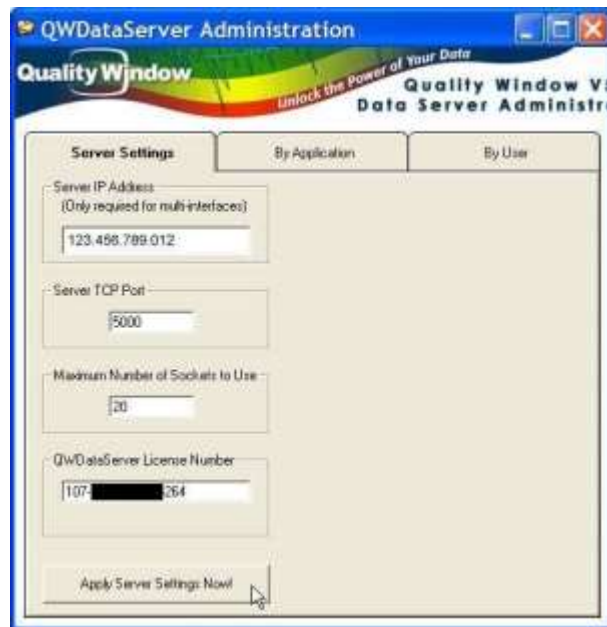 QWDataServer Administration
Quality Window
Unlock the Power of Your Data
Quality Window V
Data Server Administr
Server Settings
By Application
By User
Server IP Address
(Only required for multi-interfaces)
123.456.789.012
Server TCP Port
5000
Maximum Number of Sockets to Use
20
QWDataServer License Number
107- -264
Apply Server Settings Now!